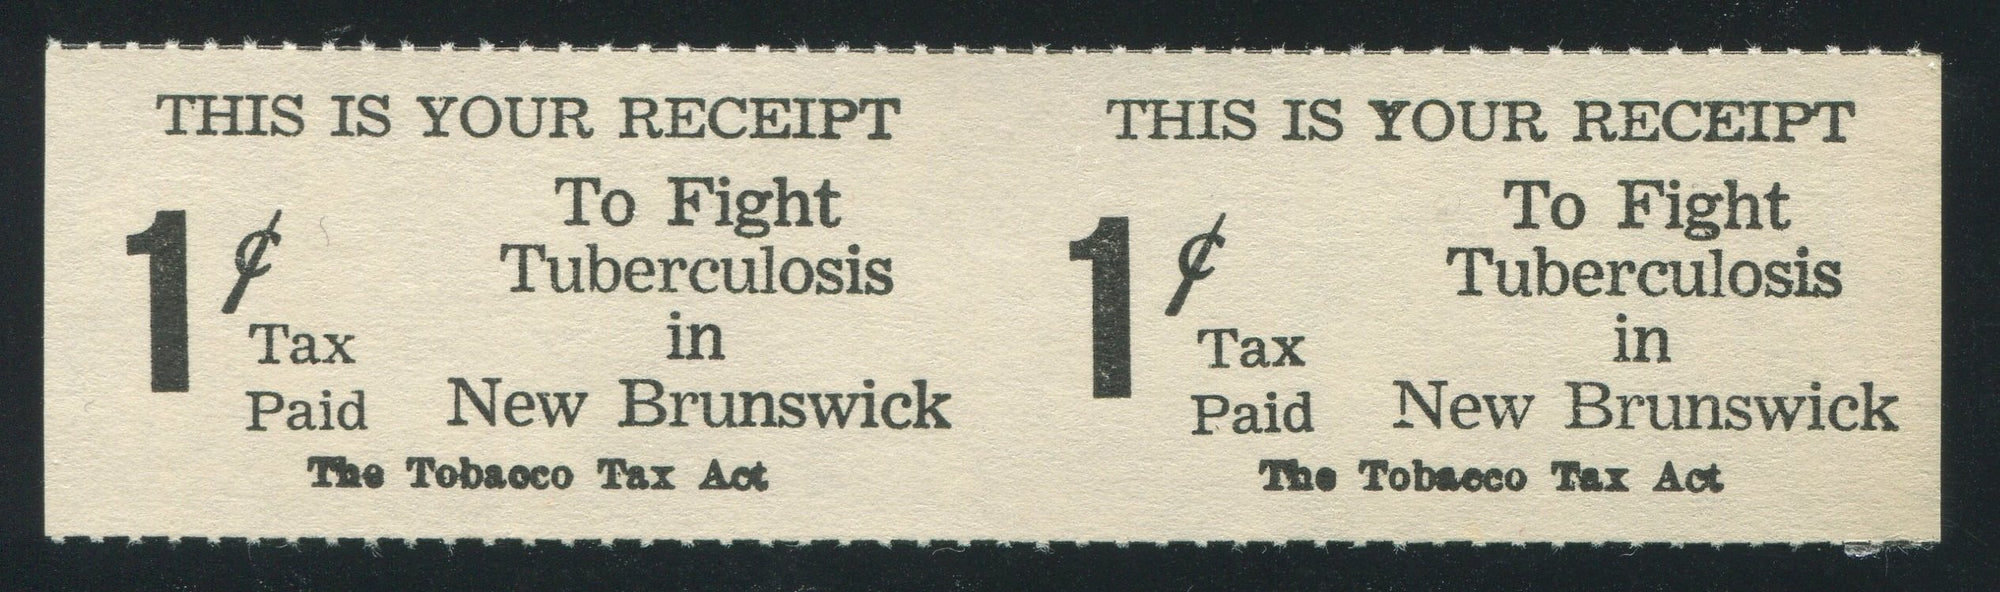 THIS IS YOUR RECEIPT
1¢
Tax
Paid
To Fight
Tuberculosis
in
New Brunswick
The Tobacco Tax Act
THIS IS YOUR RECEIPT
1¢
Tax
Paid
To Fight
Tuberculosis
in
New Brunswick
The Tobacco Tax Act